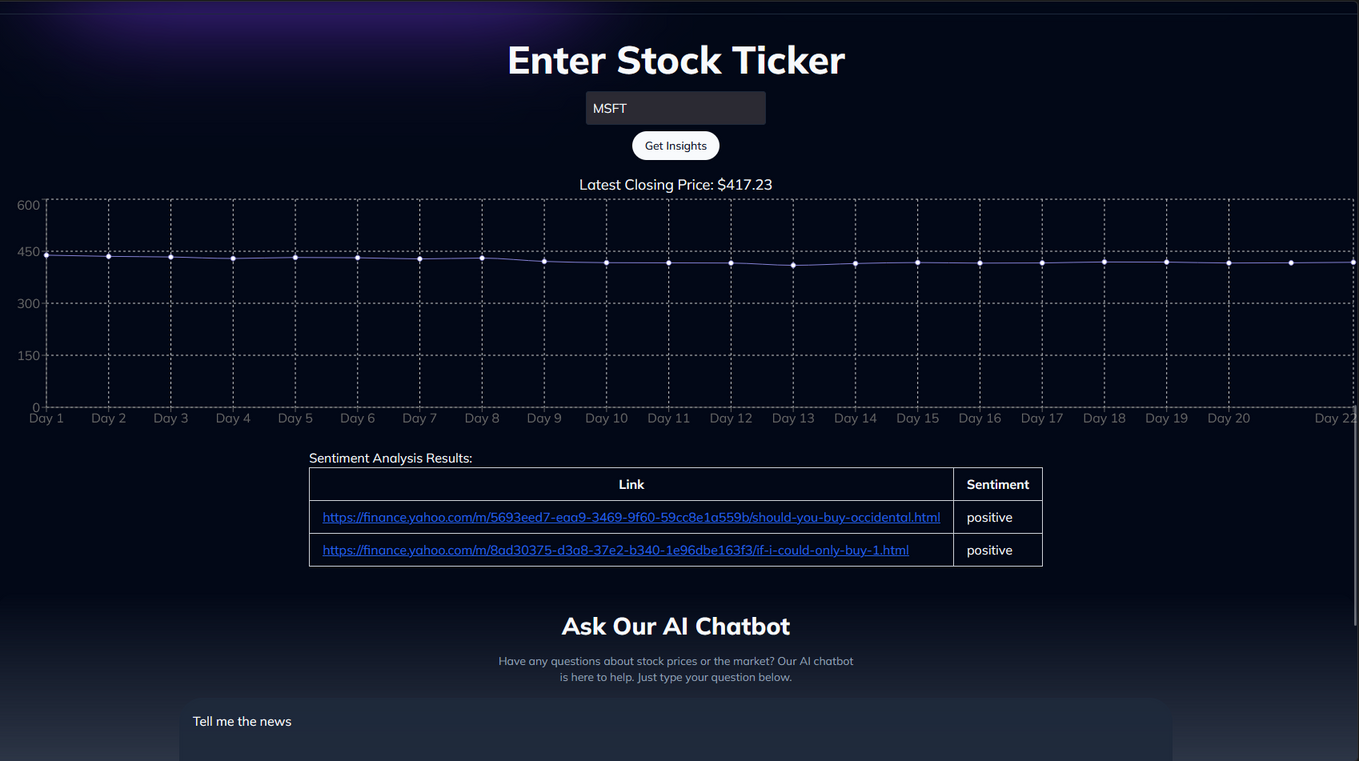 Enter Stock Ticker
MSFT
Get Insights
Latest Closing Price: $417.23
600
450
300
150
0
Day 1 Day 2 Day 3 Day 4 Day 5 Day 6 Day 7 Day 8 Day 9 Day 10 Day 11 Day 12 Day 13 Day 14 Day 15 Day 16 Day 17 Day 18 Day 19 Day 20 Day 22
Sentiment Analysis Results:
Link Sentiment
https://finance.yahoo.com/m/5693eed7-eaa9-3469-9f60-59cc8e1a559b/should-you-buy-occidental.html positive
https://finance.yahoo.com/m/8ad30375-d3a8-37e2-b340-1e96dbe163f3/if-i-could-only-buy-1.html positive
Ask Our AI Chatbot
Have any questions about stock prices or the market? Our AI chatbot
is here to help. Just type your question below.
Tell me the news